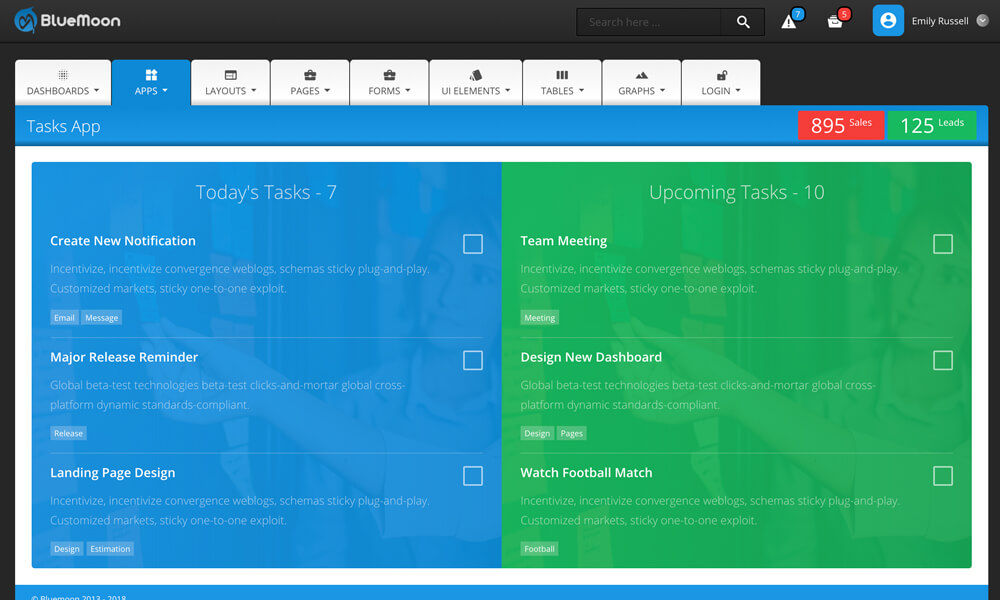 BLUEMOON
Search here ...
7
5
Emily Russell
DASHBOARDS
APPS
LAYOUTS
PAGES
FORMS
UI ELEMENTS
TABLES
GRAPHS
LOGIN
Tasks App
895 Sales
125 Leads
Today's Tasks - 7
Create New Notification
Incentivize, incentivize convergence weblogs, schemas sticky plug-and-play.
Customized markets, sticky one-to-one exploit.
Email Message
Major Release Reminder
Global beta-test technologies beta-test clicks-and-mortar global cross-
platform dynamic standards-compliant.
Release
Landing Page Design
Incentivize, incentivize convergence weblogs, schemas sticky plug-and-play.
Customized markets, sticky one-to-one exploit.
Design Estimation
Upcoming Tasks - 10
Team Meeting
Incentivize, incentivize convergence weblogs, schemas sticky plug-and-play.
Customized markets, sticky one-to-one exploit.
Meeting
Design New Dashboard
Global beta-test technologies beta-test clicks-and-mortar global cross-
platform dynamic standards-compliant.
Design Pages
Watch Football Match
Incentivize, incentivize convergence weblogs, schemas sticky plug-and-play.
Customized markets, sticky one-to-one exploit.
Football
© Bluemoon 2013 - 2018